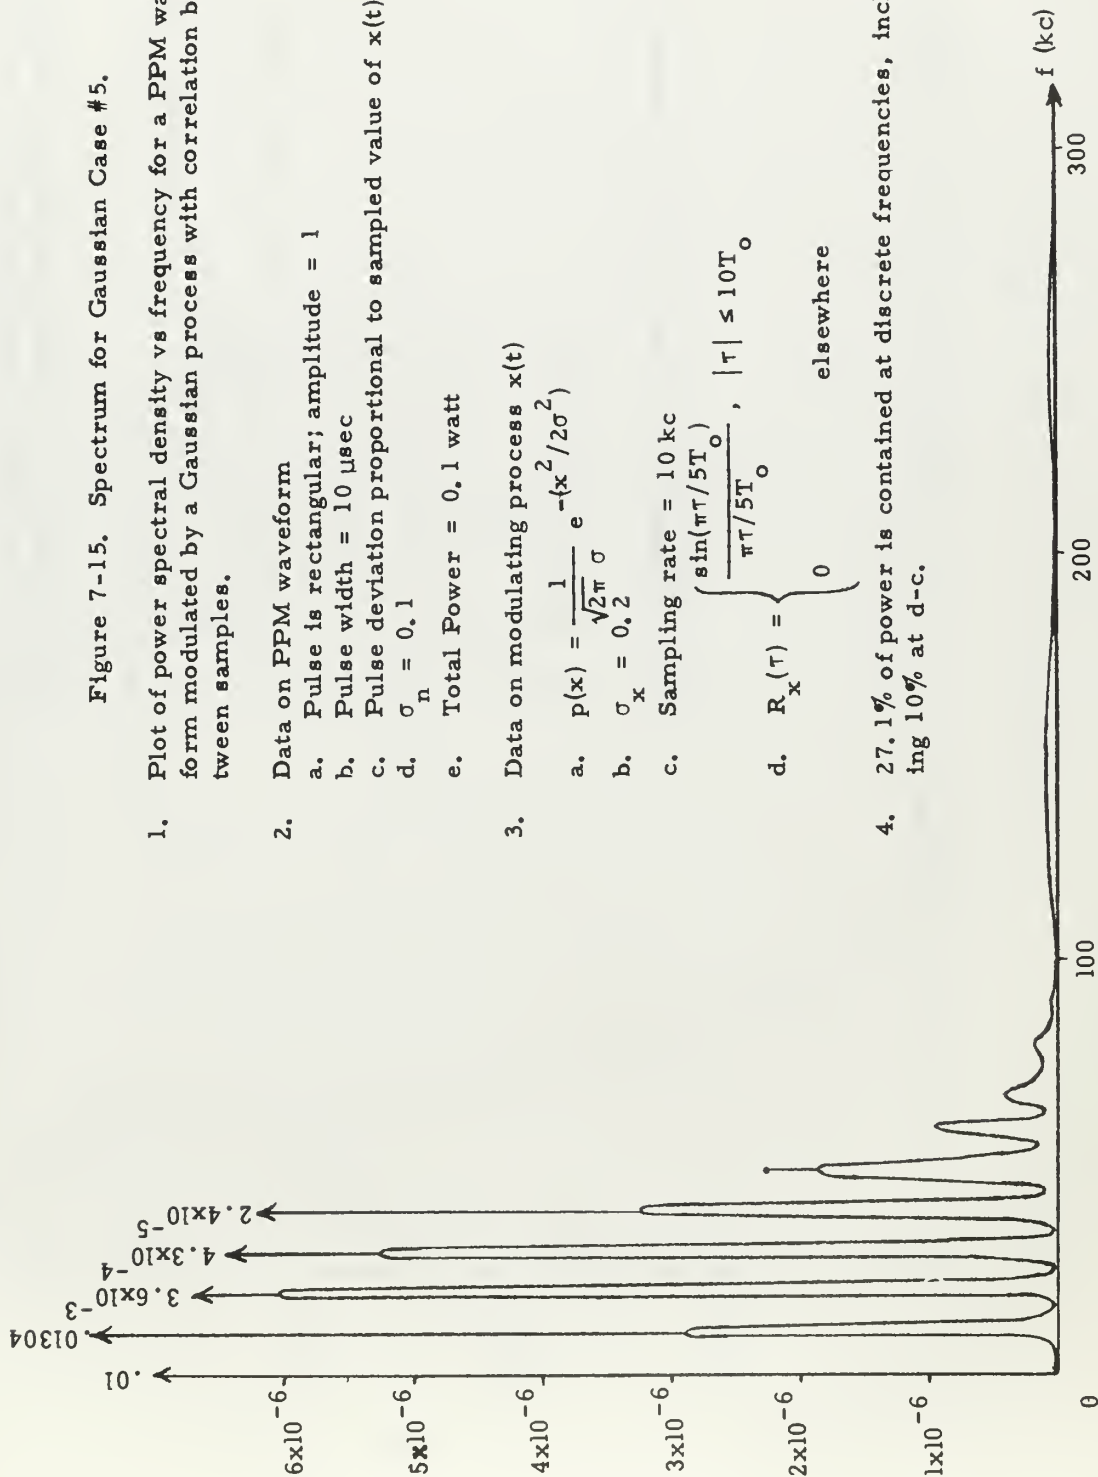 Figure 7-15. Spectrum for Gaussian Case #5.
1. Plot of power spectral density vs frequency for a PPM wa
form modulated by a Gaussian process with correlation b
tween samples.
2. Data on PPM waveform
a. Pulse is rectangular; amplitude = 1
b. Pulse width = 10 μsec
c. Pulse deviation proportional to sampled value of x(t)
d. σn = 0.1
e. Total Power = 0.1 watt
3. Data on modulating process x(t)
a. p(x) = 1/√2π σ e^-(x²/2σ²)
b. σx = 0.2
c. Sampling rate = 10 kc
d. Rx(τ) = { sin(πτ/5To) / πτ/5To , |τ| ≤ 10To
0 elsewhere
4. 27.1% of power is contained at discrete frequencies, inc
ing 10% at d-c.
.01
.01304
3.6x10^-3
4.3x10^-4
2.4x10^-5
6x10^-6
5x10^-6
4x10^-6
3x10^-6
2x10^-6
1x10^-6
0
100
200
300
f (kc)